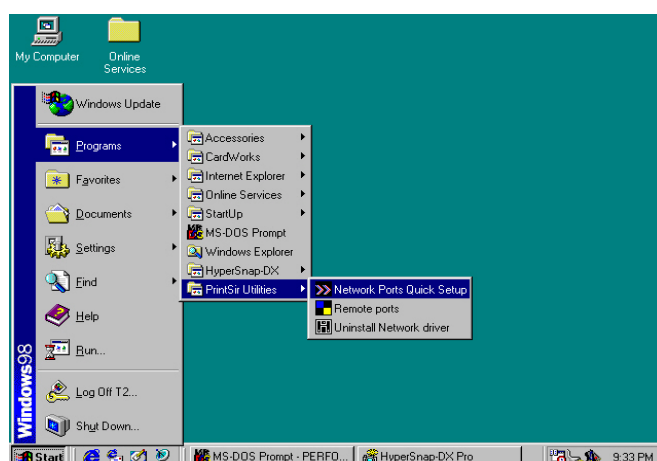 My Computer
Online
Services
Windows Update
Programs
Favorites
Documents
Settings
Find
Help
Run...
Log Off T2...
Shut Down...
Windows98
Accessories
CardWorks
Internet Explorer
Online Services
StartUp
MS-DOS Prompt
Windows Explorer
HyperSnap-DX
PrintSir Utilities
Network Ports Quick Setup
Remote ports
Uninstall Network driver
Start
MS-DOS Prompt - PERFO...
HyperSnap-DX Pro
9:33 PM